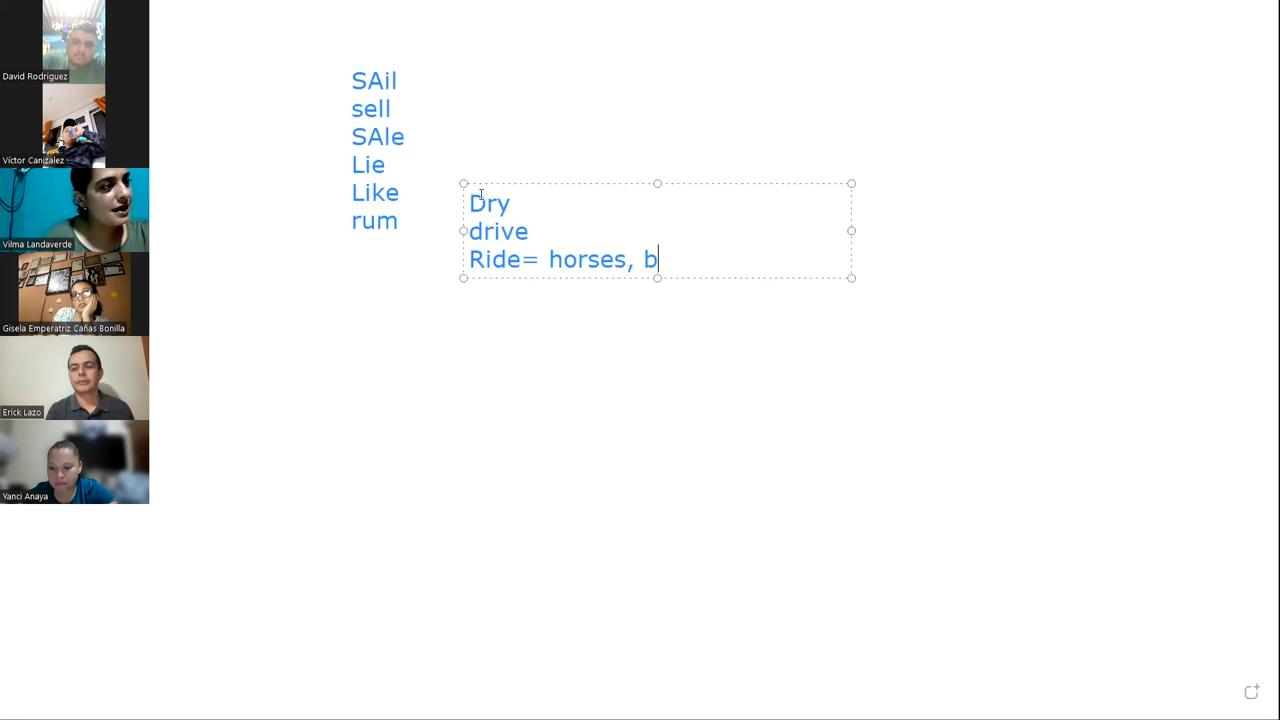 David Rodriguez
Víctor Canizalez
Vilma Landaverde
Gisela Emperatriz Cañas Bonilla
Erick Lazo
Yanci Anaya
SAil
sell
SAle
Lie
Like
rum
Dry
drive
Ride= horses, b